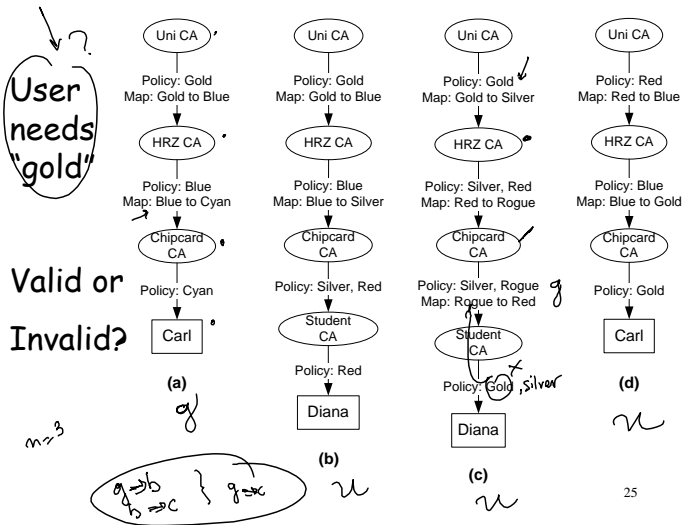 ?
User
needs
"gold"
Valid or
Invalid?
Uni CA
Policy: Gold
Map: Gold to Blue
HRZ CA
Policy: Blue
Map: Blue to Cyan
Chipcard
CA
Policy: Cyan
Carl
(a)
g
Uni CA
Policy: Gold
Map: Gold to Blue
HRZ CA
Policy: Blue
Map: Blue to Silver
Chipcard
CA
Policy: Silver, Red
Student
CA
Policy: Red
Diana
(b)
u
Uni CA
Policy: Gold
Map: Gold to Silver
HRZ CA
Policy: Silver, Red
Map: Red to Rogue
Chipcard
CA
Policy: Silver, Rogue
Map: Rogue to Red
g
Student
CA
Policy: Gold , silver
x
Diana
(c)
u
Uni CA
Policy: Red
Map: Red to Blue
HRZ CA
Policy: Blue
Map: Blue to Gold
Chipcard
CA
Policy: Gold
Carl
(d)
u
g⇒b
b⇒c } g⇒c
25